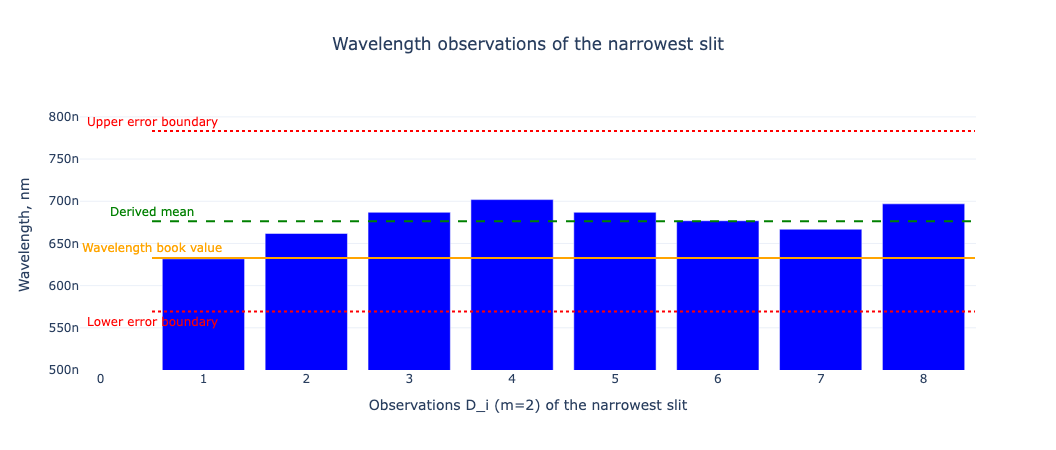 Wavelength observations of the narrowest slit
800n
Upper error boundary
750n
700n
Derived mean
650n
Wavelength book value
600n
550n
Lower error boundary
500n
Wavelength, nm
0 1 2 3 4 5 6 7 8
Observations D_i (m=2) of the narrowest slit